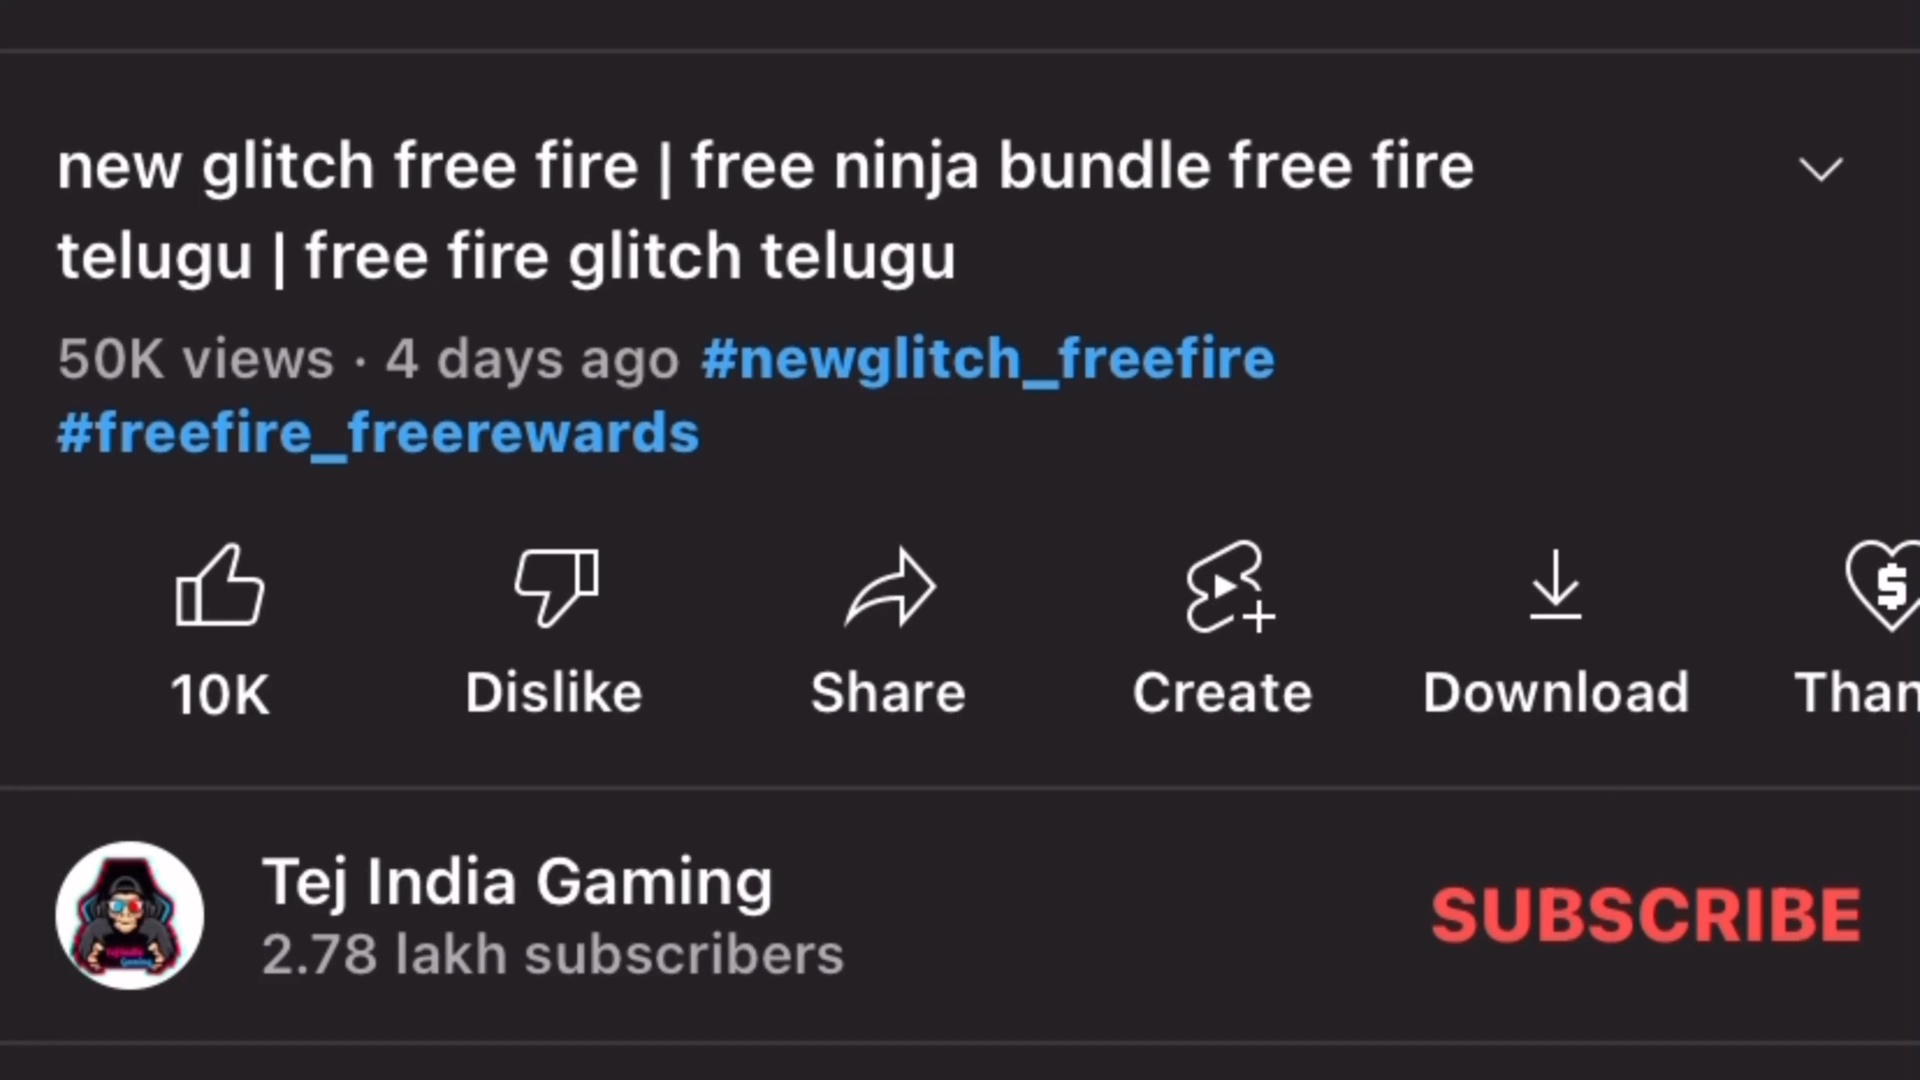 new glitch free fire | free ninja bundle free fire
telugu | free fire glitch telugu
50K views · 4 days ago #newglitch_freefire
#freefire_freerewards
10K Dislike Share Create Download Than
Tej India Gaming
2.78 lakh subscribers
SUBSCRIBE